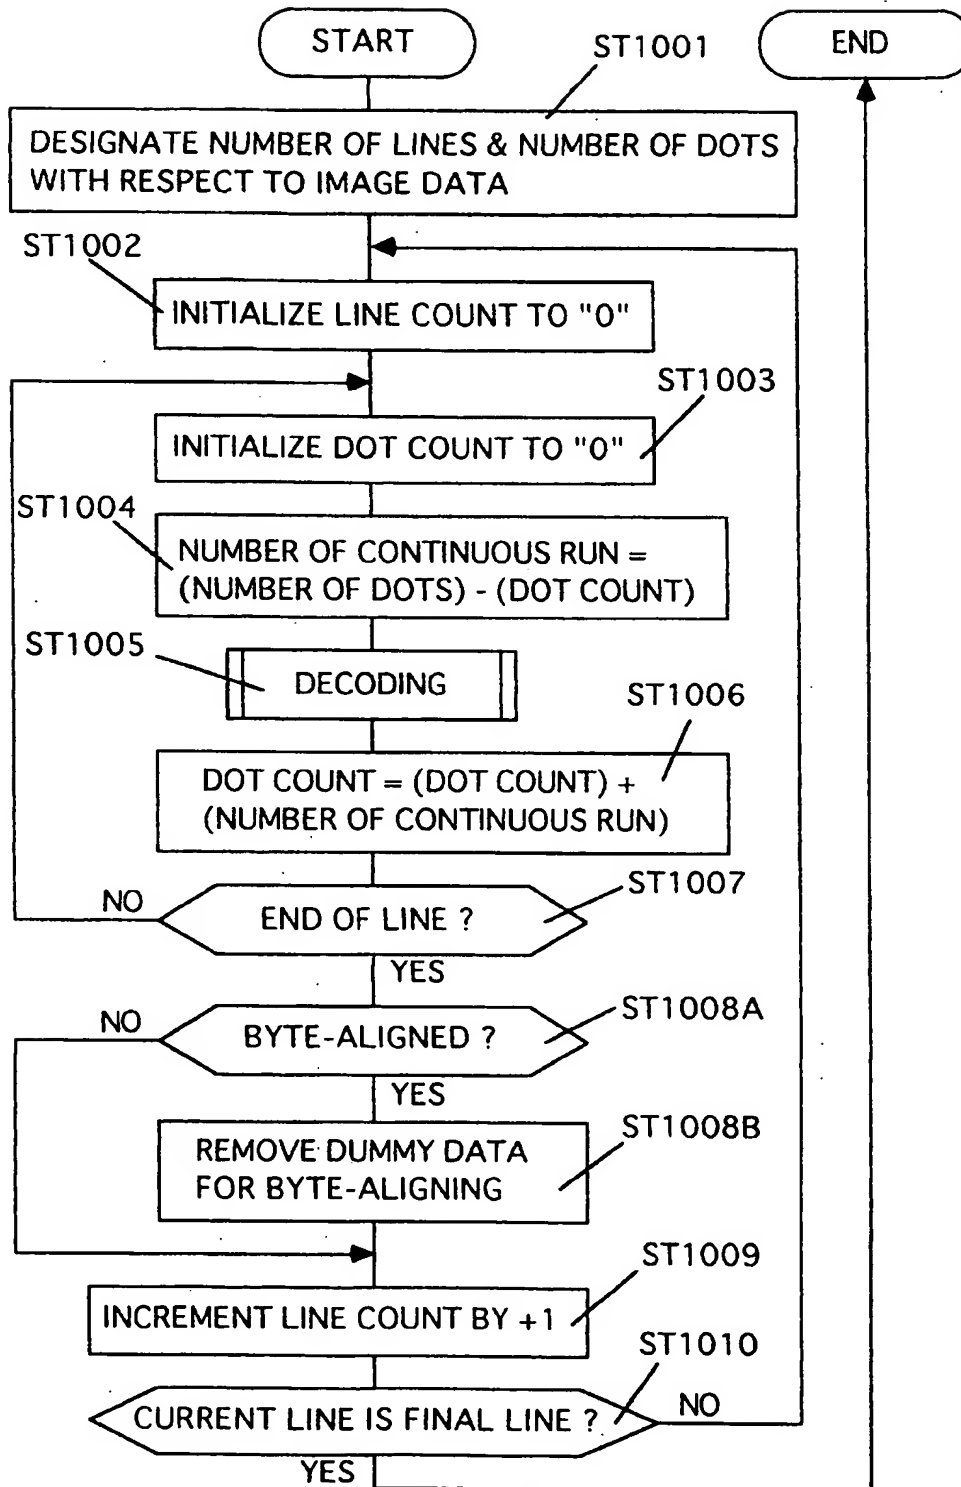 START
END
ST1001
DESIGNATE NUMBER OF LINES & NUMBER OF DOTS
WITH RESPECT TO IMAGE DATA
ST1002
INITIALIZE LINE COUNT TO "0"
ST1003
INITIALIZE DOT COUNT TO "0"
ST1004
NUMBER OF CONTINUOUS RUN =
(NUMBER OF DOTS) - (DOT COUNT)
ST1005
DECODING
ST1006
DOT COUNT = (DOT COUNT) +
(NUMBER OF CONTINUOUS RUN)
ST1007
NO
END OF LINE ?
YES
ST1008A
NO
BYTE-ALIGNED ?
YES
ST1008B
REMOVE DUMMY DATA
FOR BYTE-ALIGNING
ST1009
INCREMENT LINE COUNT BY +1
ST1010
CURRENT LINE IS FINAL LINE ?
NO
YES